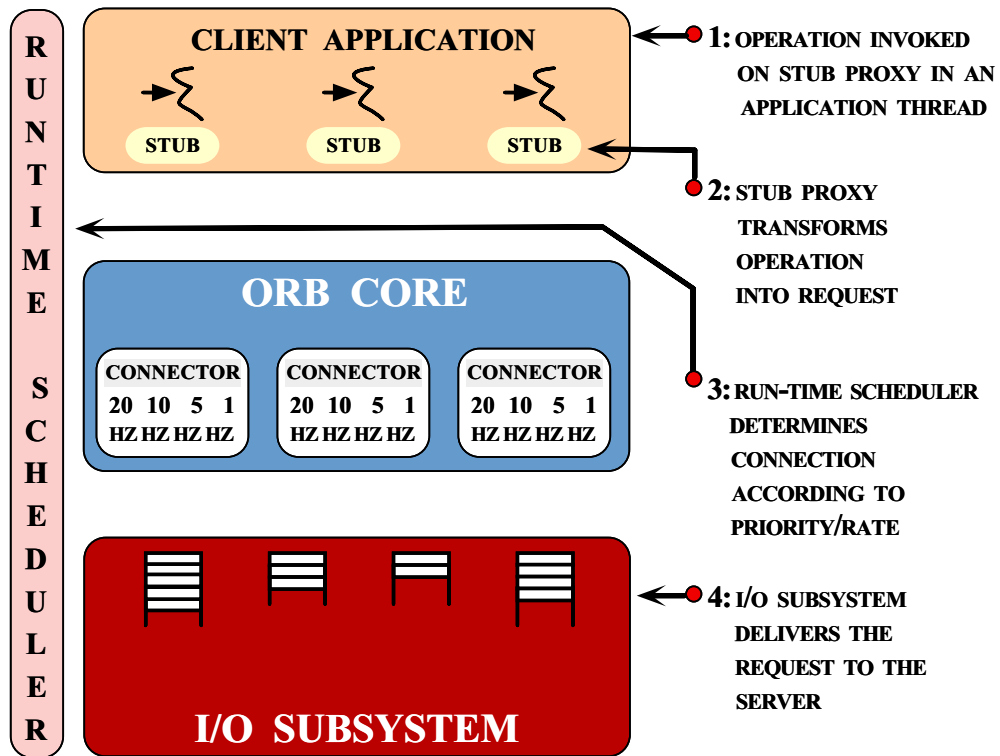 RUNTIME SCHEDULER
CLIENT APPLICATION
STUB
STUB
STUB
ORB CORE
CONNECTOR
20 10 5 1
HZ HZ HZ HZ
CONNECTOR
20 10 5 1
HZ HZ HZ HZ
CONNECTOR
20 10 5 1
HZ HZ HZ HZ
I/O SUBSYSTEM
1: OPERATION INVOKED
ON STUB PROXY IN AN
APPLICATION THREAD
2: STUB PROXY
TRANSFORMS
OPERATION
INTO REQUEST
3: RUN-TIME SCHEDULER
DETERMINES
CONNECTION
ACCORDING TO
PRIORITY/RATE
4: I/O SUBSYSTEM
DELIVERS THE
REQUEST TO THE
SERVER